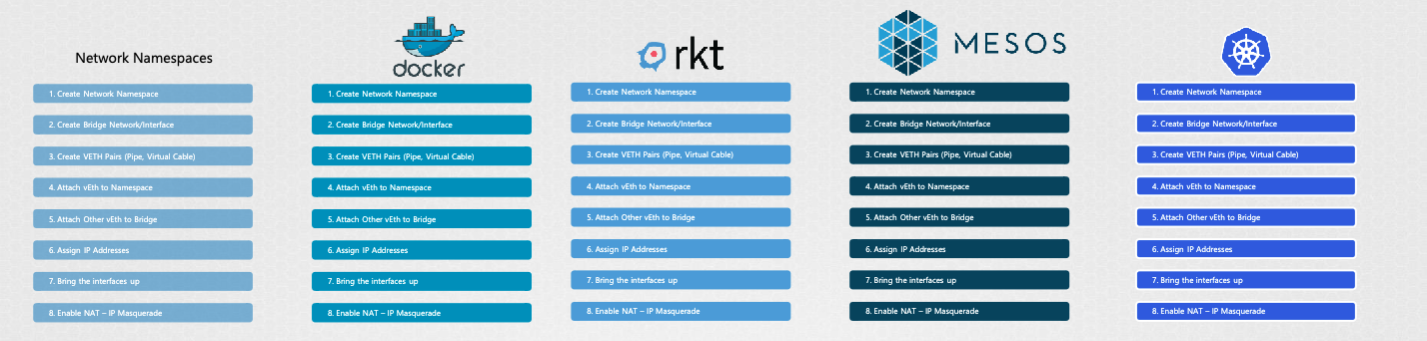 Network Namespaces
1. Create Network Namespace
2. Create Bridge Network/Interface
3. Create VETH Pairs (Pipe, Virtual Cable)
4. Attach vEth to Namespace
5. Attach Other vEth to Bridge
6. Assign IP Addresses
7. Bring the interfaces up
8. Enable NAT – IP Masquerade
docker
1. Create Network Namespace
2. Create Bridge Network/Interface
3. Create VETH Pairs (Pipe, Virtual Cable)
4. Attach vEth to Namespace
5. Attach Other vEth to Bridge
6. Assign IP Addresses
7. Bring the interfaces up
8. Enable NAT – IP Masquerade
rkt
1. Create Network Namespace
2. Create Bridge Network/Interface
3. Create VETH Pairs (Pipe, Virtual Cable)
4. Attach vEth to Namespace
5. Attach Other vEth to Bridge
6. Assign IP Addresses
7. Bring the interfaces up
8. Enable NAT – IP Masquerade
MESOS
1. Create Network Namespace
2. Create Bridge Network/Interface
3. Create VETH Pairs (Pipe, Virtual Cable)
4. Attach vEth to Namespace
5. Attach Other vEth to Bridge
6. Assign IP Addresses
7. Bring the interfaces up
8. Enable NAT – IP Masquerade
1. Create Network Namespace
2. Create Bridge Network/Interface
3. Create VETH Pairs (Pipe, Virtual Cable)
4. Attach vEth to Namespace
5. Attach Other vEth to Bridge
6. Assign IP Addresses
7. Bring the interfaces up
8. Enable NAT – IP Masquerade